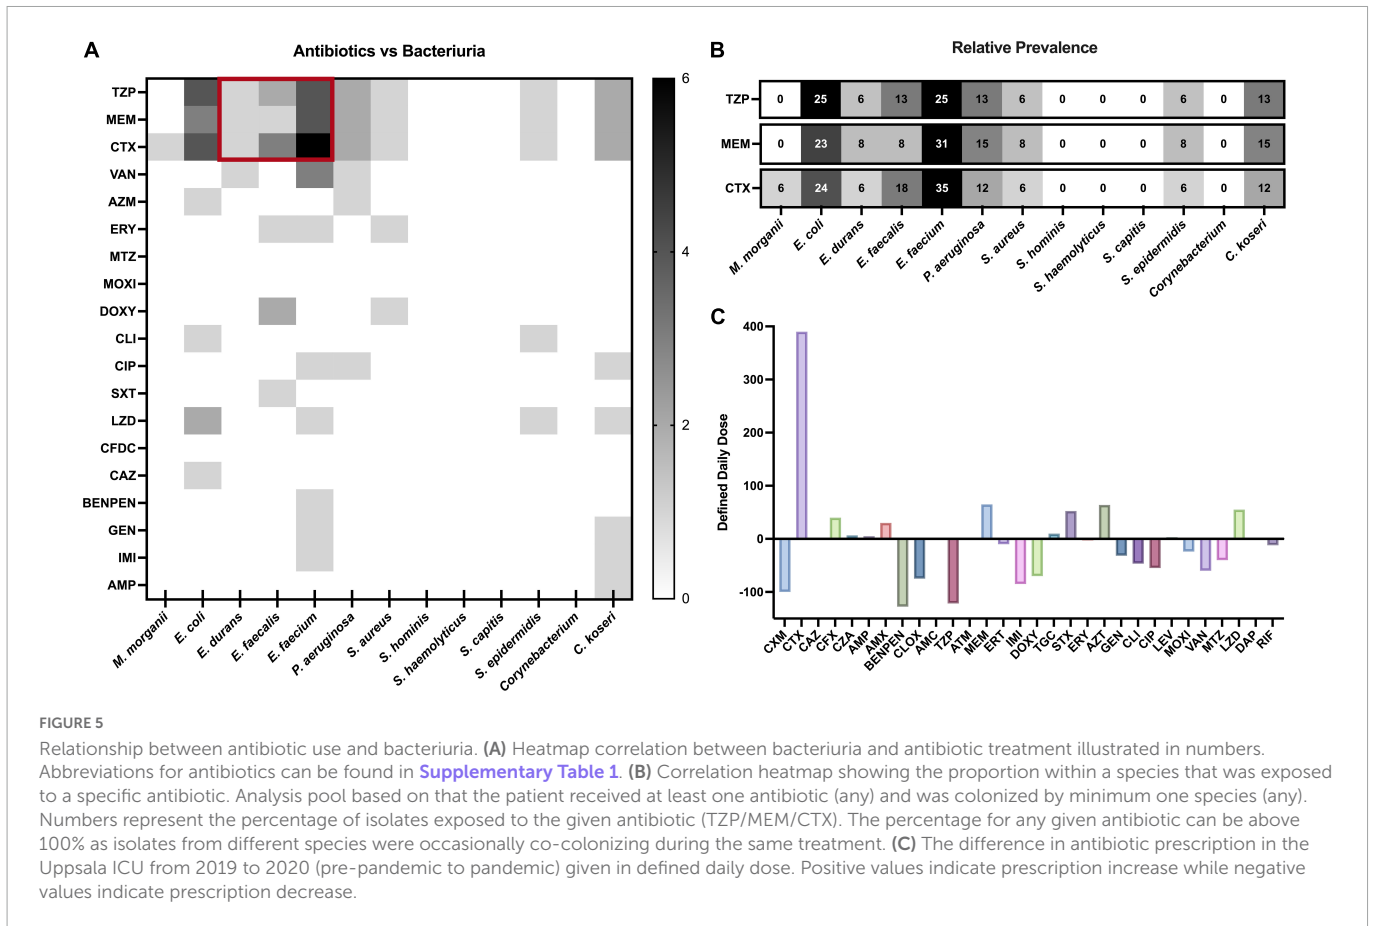 A
Antibiotics vs Bacteriuria
TZP
MEM
CTX
VAN
AZM
ERY
MTZ
MOXI
DOXY
CLI
CIP
SXT
LZD
CFDC
CAZ
BENPEN
GEN
IMI
AMP
M. morganii
E. coli
E. durans
E. faecalis
E. faecium
P. aeruginosa
S. aureus
S. hominis
S. haemolyticus
S. capitis
S. epidermidis
Corynebacterium
C. koseri
6
4
2
0
B
Relative Prevalence
TZP 0 25 6 13 25 13 6 0 0 0 6 0 13
MEM 0 23 8 8 31 15 8 0 0 0 8 0 15
CTX 6 24 6 18 35 12 6 0 0 0 6 0 12
M. morganii
E. coli
E. durans
E. faecalis
E. faecium
P. aeruginosa
S. aureus
S. hominis
S. haemolyticus
S. capitis
S. epidermidis
Corynebacterium
C. koseri
C
Defined Daily Dose
400
300
200
100
0
-100
CXM
CTX
CAZ
CFX
CZA
AMP
AMX
BENPEN
CLOX
AMC
TZP
ATM
MEM
ERT
IMI
DOXY
TGC
STX
ERY
AZT
GEN
CLI
CIP
LEV
MOXI
VAN
MTZ
LZD
DAP
RIF
FIGURE 5
Relationship between antibiotic use and bacteriuria. (A) Heatmap correlation between bacteriuria and antibiotic treatment illustrated in numbers.
Abbreviations for antibiotics can be found in Supplementary Table 1. (B) Correlation heatmap showing the proportion within a species that was exposed
to a specific antibiotic. Analysis pool based on that the patient received at least one antibiotic (any) and was colonized by minimum one species (any).
Numbers represent the percentage of isolates exposed to the given antibiotic (TZP/MEM/CTX). The percentage for any given antibiotic can be above
100% as isolates from different species were occasionally co-colonizing during the same treatment. (C) The difference in antibiotic prescription in the
Uppsala ICU from 2019 to 2020 (pre-pandemic to pandemic) given in defined daily dose. Positive values indicate prescription increase while negative
values indicate prescription decrease.